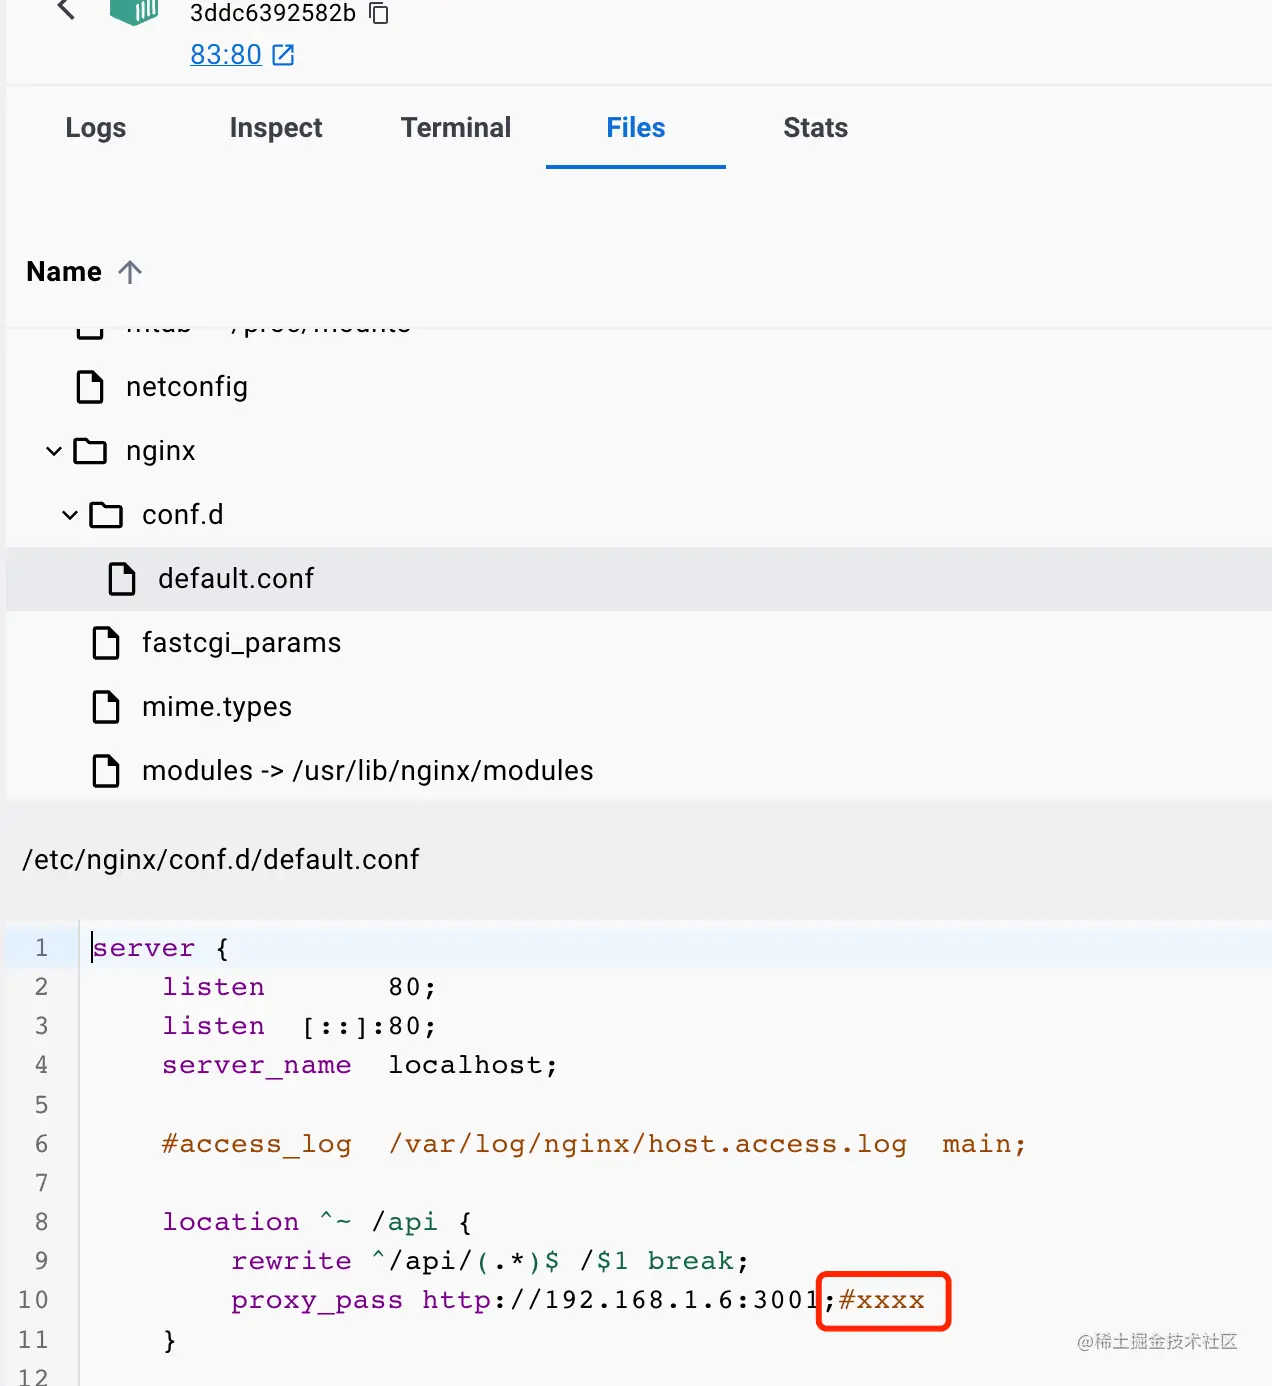 3ddc6392582b
83:80
Logs Inspect Terminal Files Stats
Name
netconfig
nginx
conf.d
default.conf
fastcgi_params
mime.types
modules -> /usr/lib/nginx/modules
/etc/nginx/conf.d/default.conf
1 server {
2 listen 80;
3 listen [::]:80;
4 server_name localhost;
5
6 #access_log /var/log/nginx/host.access.log main;
7
8 location ^~ /api {
9 rewrite ^/api/(.*)$ /$1 break;
10 proxy_pass http://192.168.1.6:3001;#xxxx
11 }
12
@稀土掘金技术社区